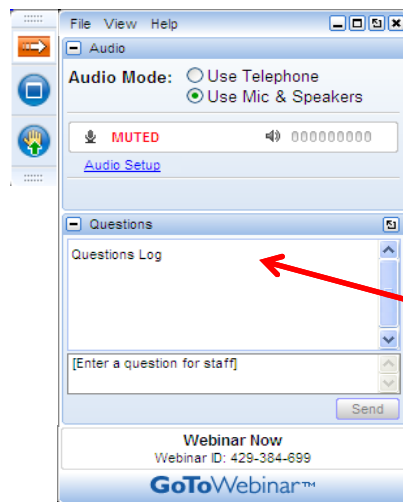 File View Help
Audio
Audio Mode: Use Telephone
Use Mic & Speakers
MUTED 000000000
Audio Setup
Questions
Questions Log
[Enter a question for staff]
Send
Webinar Now
Webinar ID: 429-384-699
GoToWebinar™